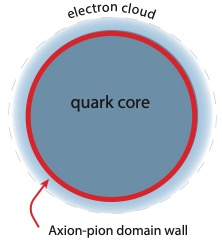 electron cloud
quark core
Axion-pion domain wall